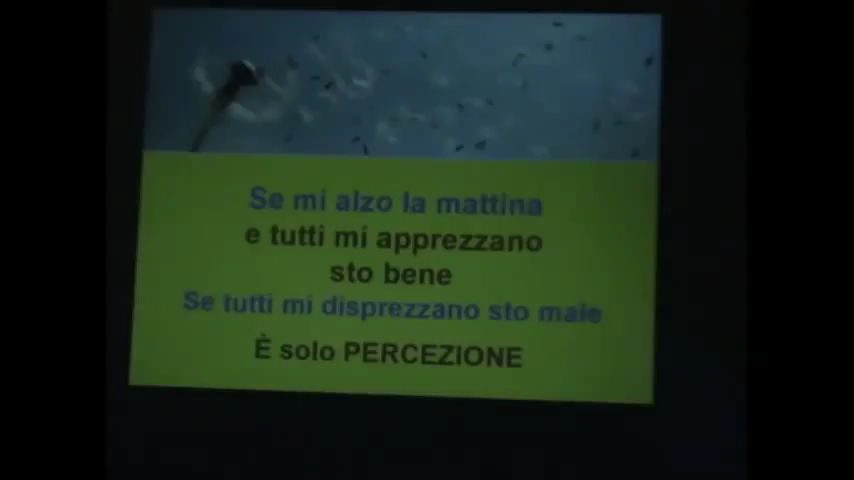 Se mi alzo la mattina
e tutti mi apprezzano
sto bene
Se tutti mi disprezzano sto male
È solo PERCEZIONE